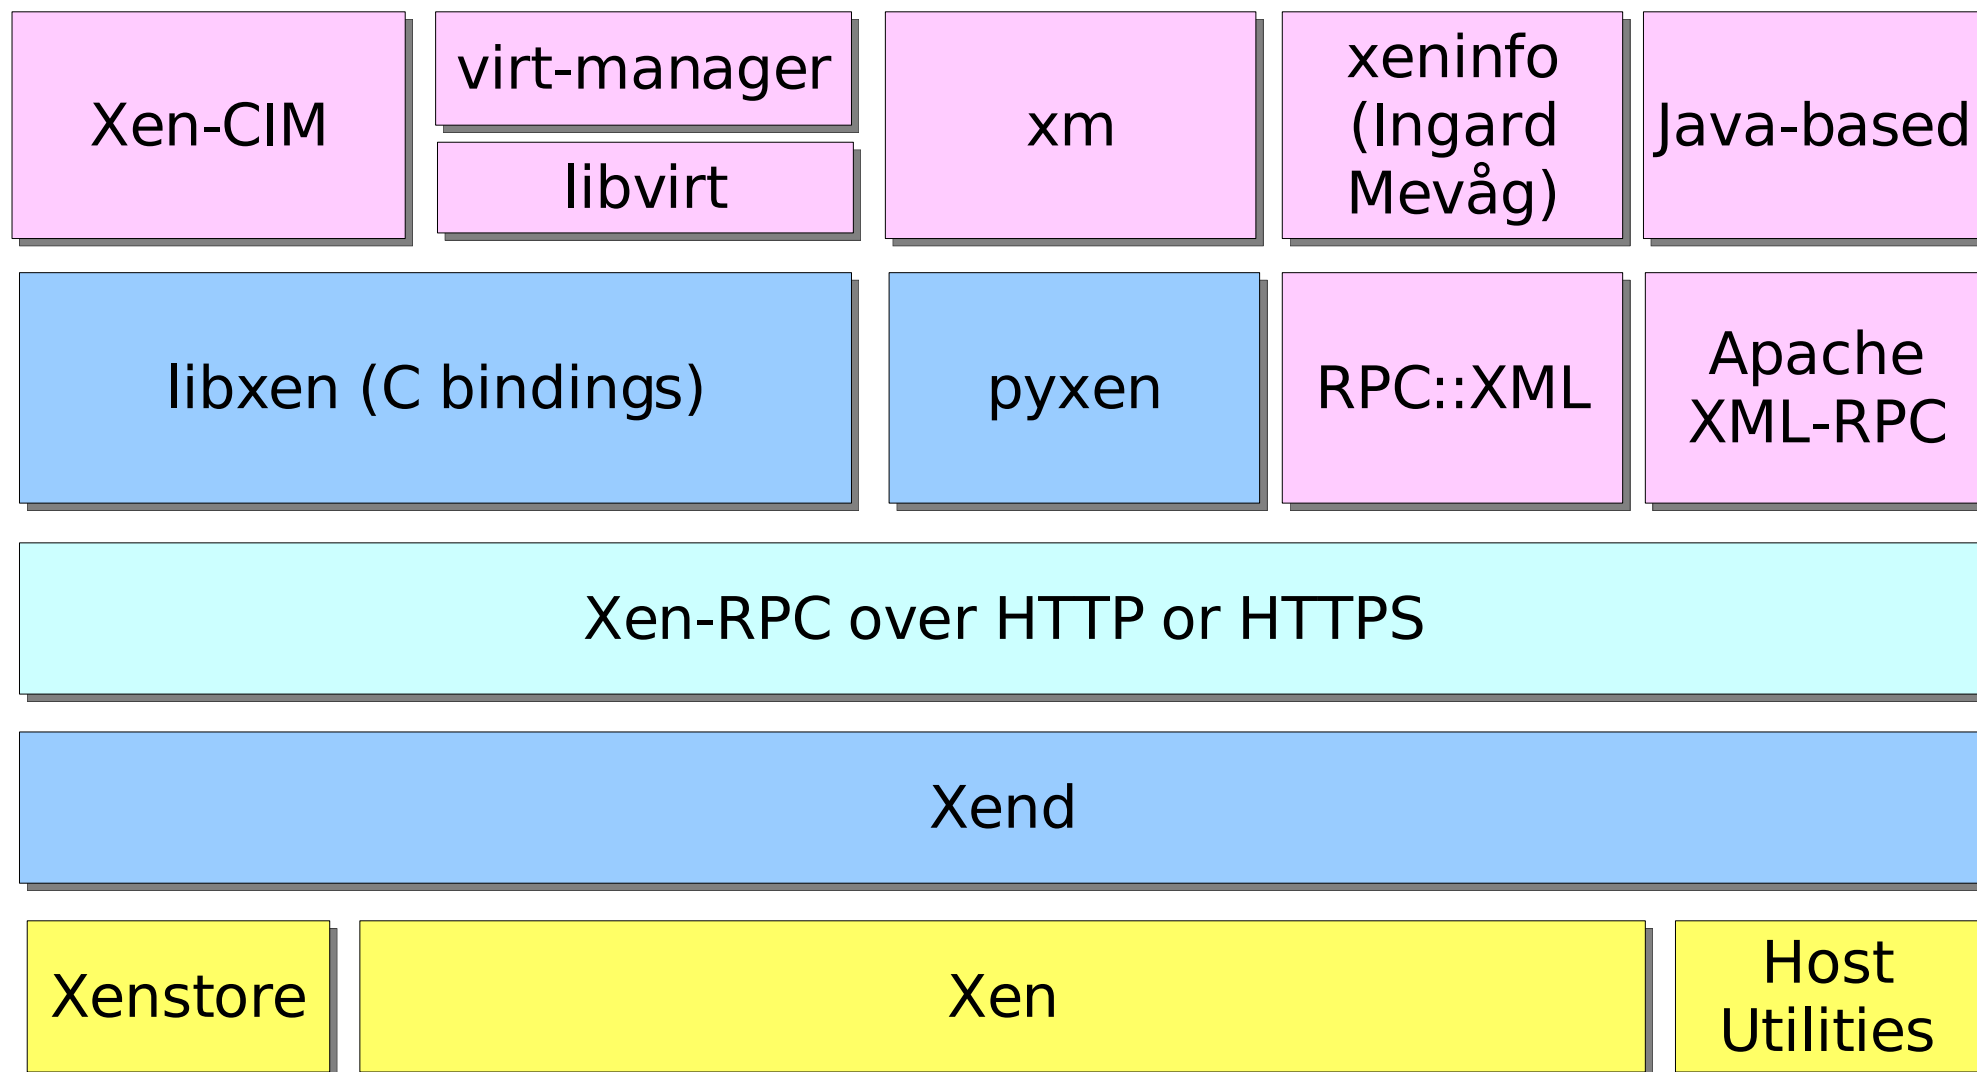 Xen-CIM
virt-manager
libvirt
xm
xeninfo
(Ingard
Mevåg)
Java-based
libxen (C bindings)
pyxen
RPC::XML
Apache
XML-RPC
Xen-RPC over HTTP or HTTPS
Xend
Xenstore
Xen
Host
Utilities